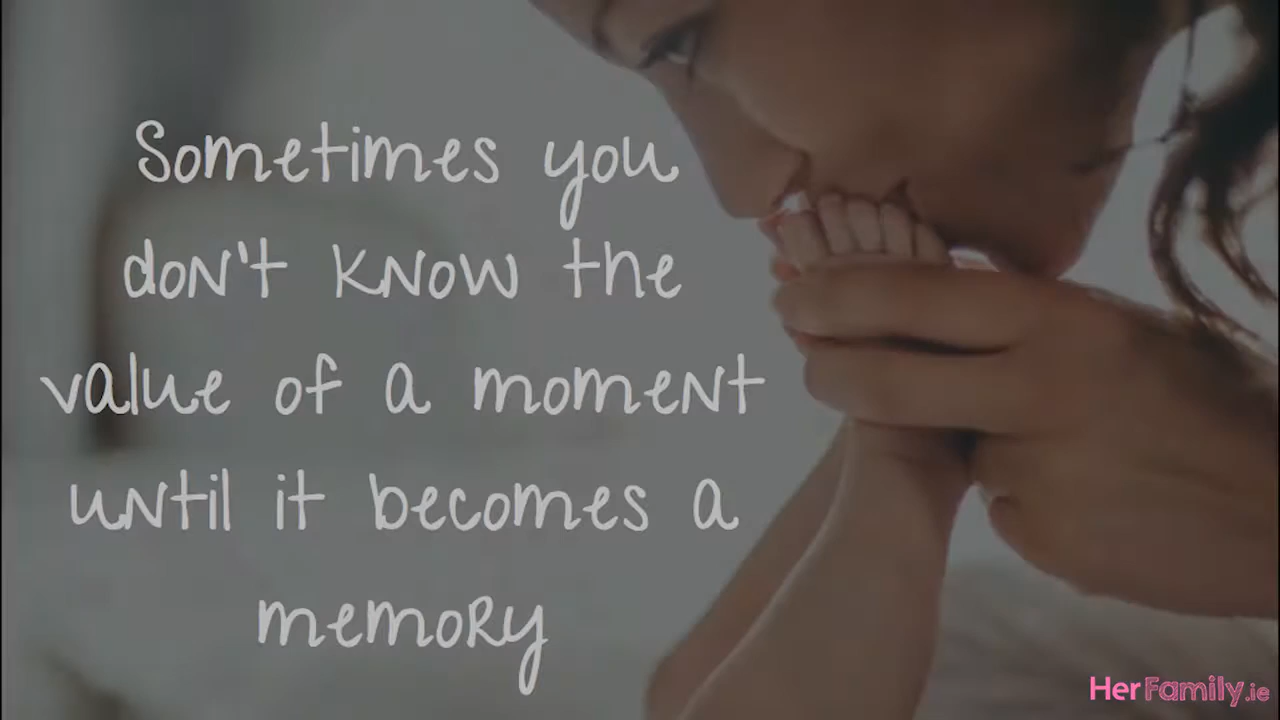 Sometimes you
don't know the
value of a moment
until it becomes a
memory
HerFamily.ie